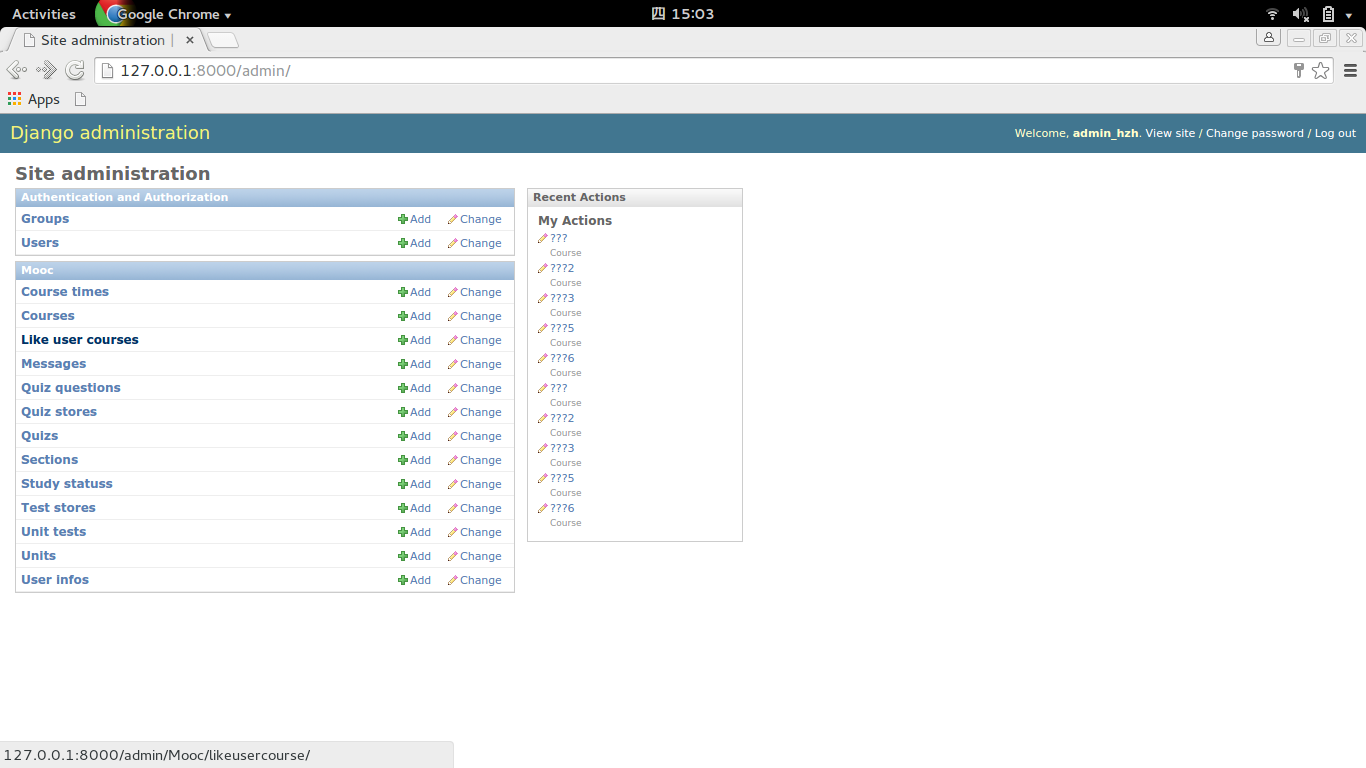 Activities Google Chrome 四 15:03
Site administration |
127.0.0.1:8000/admin/
Apps
Django administration
Welcome, admin_hzh. View site / Change password / Log out
Site administration
Authentication and Authorization
Groups Add Change
Users Add Change
Mooc
Course times Add Change
Courses Add Change
Like user courses Add Change
Messages Add Change
Quiz questions Add Change
Quiz stores Add Change
Quizs Add Change
Sections Add Change
Study statuss Add Change
Test stores Add Change
Unit tests Add Change
Units Add Change
User infos Add Change
Recent Actions
My Actions
???
Course
???2
Course
???3
Course
???5
Course
???6
Course
???
Course
???2
Course
???3
Course
???5
Course
???6
Course
127.0.0.1:8000/admin/Mooc/likeusercourse/